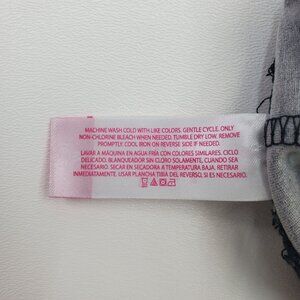 MACHINE WASH COLD WITH LIKE COLORS. GENTLE CYCLE. ONLY
NON-CHLORINE BLEACH WHEN NEEDED. TUMBLE DRY LOW. REMOVE
PROMPTLY. COOL IRON ON REVERSE SIDE IF NEEDED.
LAVAR A MÁQUINA EN AGUA FRÍA CON COLORES SIMILARES. CICLO
DELICADO. BLANQUEADOR SIN CLORO SOLAMENTE, CUANDO SEA
NECESARIO. SECAR EN SECADORA A TEMPERATURA BAJA. RETIRAR
INMEDIATAMENTE. USAR PLANCHA TIBIA DEL REVERSO, SI ES NECESARIO.